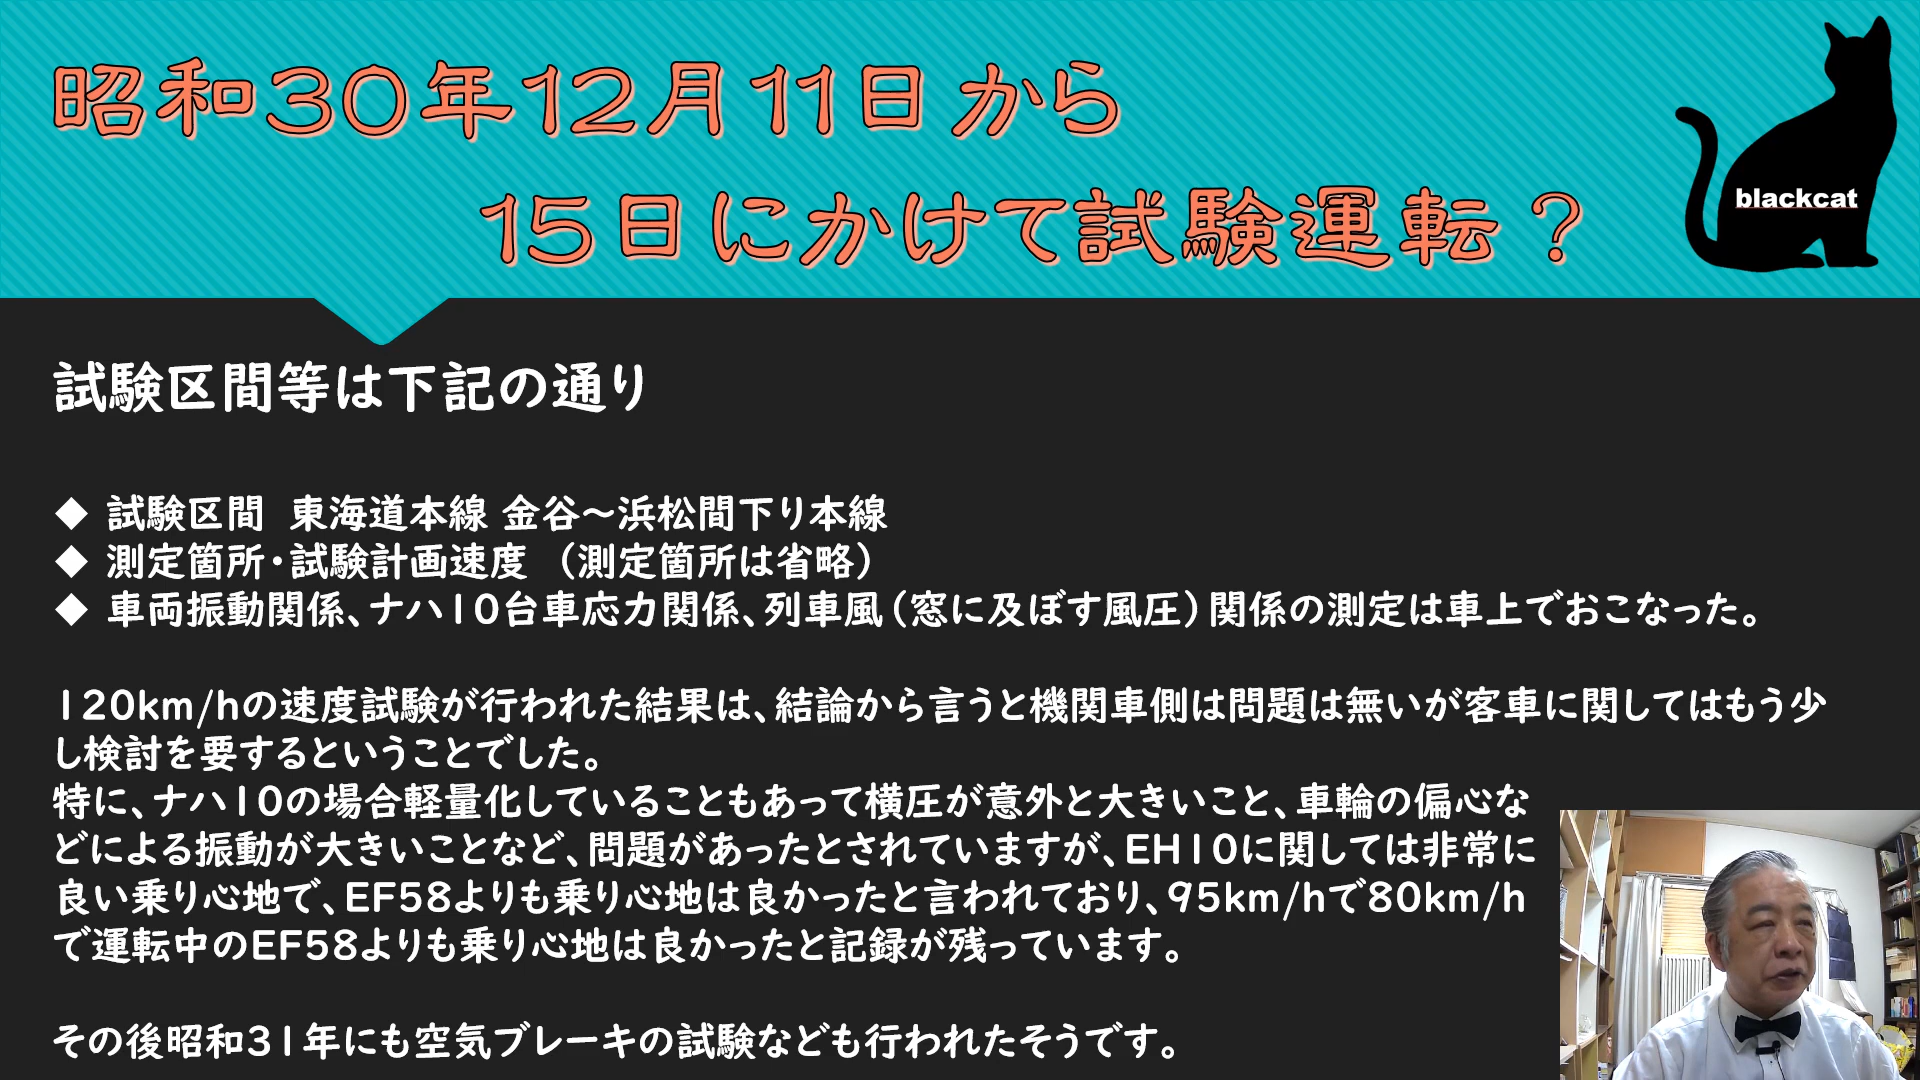 昭和30年12月11日から
15日にかけて試験運転？
blackcat
試験区間等は下記の通り
◆ 試験区間　東海道本線 金谷～浜松間下り本線
◆ 測定箇所・試験計画速度　（測定箇所は省略）
◆ 車両振動関係、ナハ10台車応力関係、列車風（窓に及ぼす風圧）関係の測定は車上でおこなった。
120km/hの速度試験が行われた結果は、結論から言うと機関車側は問題は無いが客車に関してはもう少
し検討を要するということでした。
特に、ナハ10の場合軽量化していることもあって横圧が意外と大きいこと、車輪の偏心な
どによる振動が大きいことなど、問題があったとされていますが、EH10に関しては非常に
良い乗り心地で、EF58よりも乗り心地は良かったと言われており、95km/hで80km/h
で運転中のEF58よりも乗り心地は良かったと記録が残っています。
その後昭和31年にも空気ブレーキの試験なども行われたそうです。